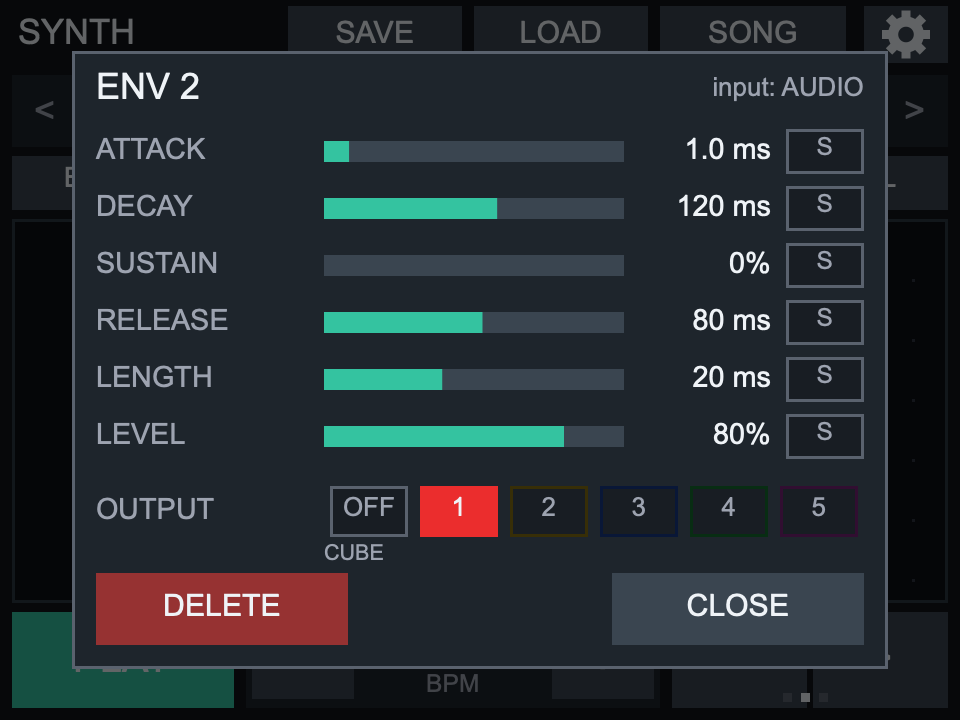 SYNTH SAVE LOAD SONG
< >
ENV 2 input: AUDIO
ATTACK 1.0 ms S
DECAY 120 ms S
SUSTAIN 0% S
RELEASE 80 ms S
LENGTH 20 ms S
LEVEL 80% S
OUTPUT OFF 1 2 3 4 5
CUBE
DELETE CLOSE
BPM